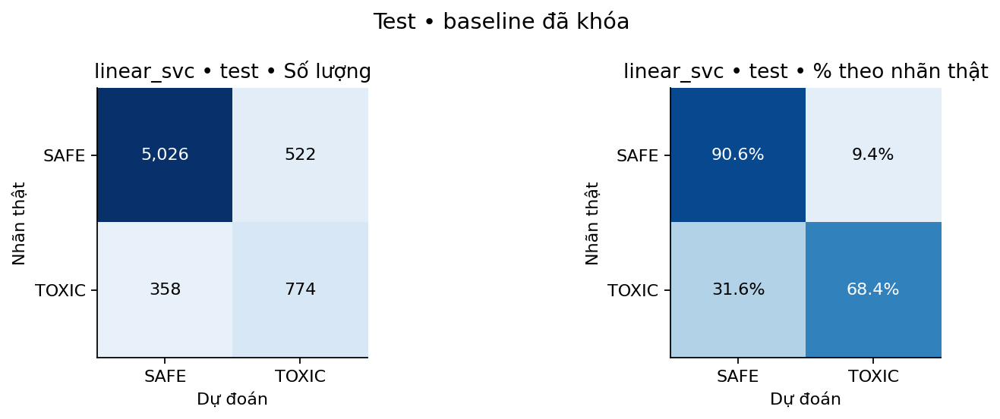 Test • baseline đã khóa
linear_svc • test • Số lượng
SAFE
5,026
522
TOXIC
358
774
Nhãn thật
SAFE
TOXIC
Dự đoán
linear_svc • test • % theo nhãn thật
SAFE
90.6%
9.4%
TOXIC
31.6%
68.4%
Nhãn thật
SAFE
TOXIC
Dự đoán